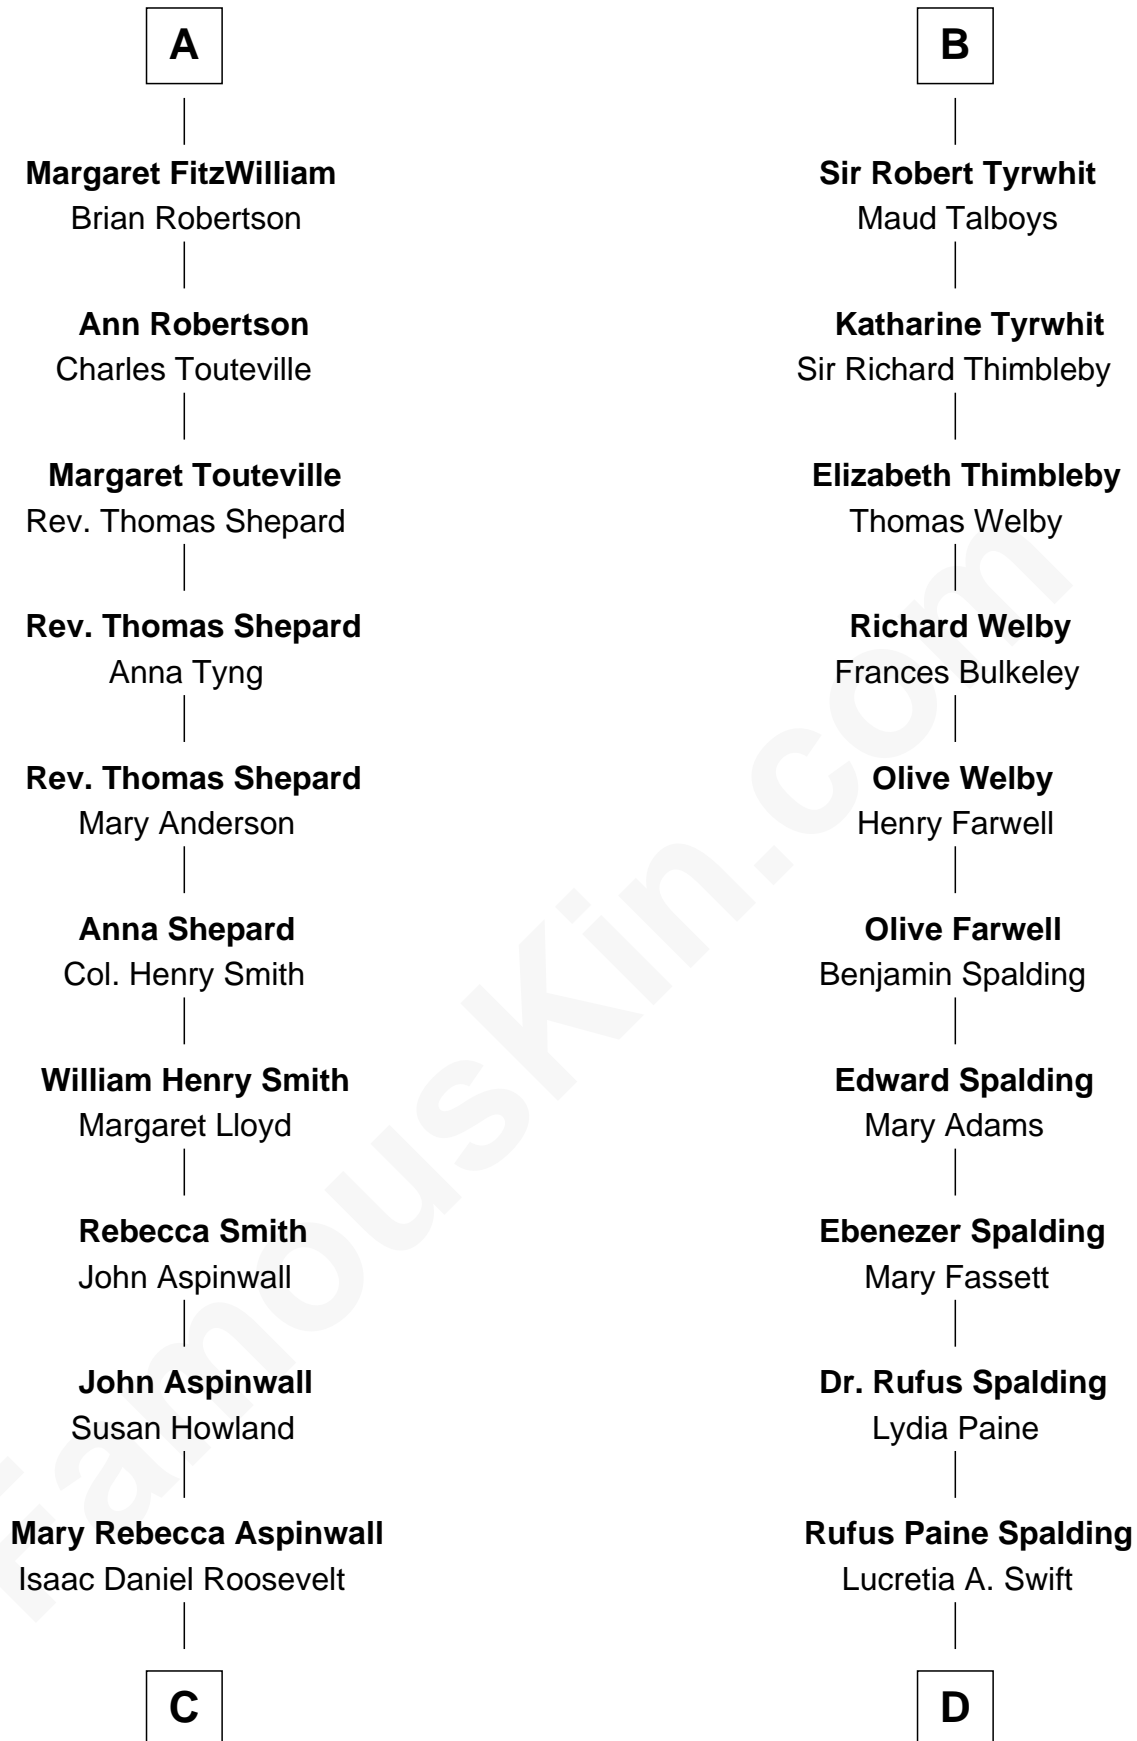 A
Margaret FitzWilliam
Brian Robertson
Ann Robertson
Charles Touteville
Margaret Touteville
Rev. Thomas Shepard
Rev. Thomas Shepard
Anna Tyng
Rev. Thomas Shepard
Mary Anderson
Anna Shepard
Col. Henry Smith
William Henry Smith
Margaret Lloyd
Rebecca Smith
John Aspinwall
John Aspinwall
Susan Howland
Mary Rebecca Aspinwall
Isaac Daniel Roosevelt
C
B
Sir Robert Tyrwhit
Maud Talboys
Katharine Tyrwhit
Sir Richard Thimbleby
Elizabeth Thimbleby
Thomas Welby
Richard Welby
Frances Bulkeley
Olive Welby
Henry Farwell
Olive Farwell
Benjamin Spalding
Edward Spalding
Mary Adams
Ebenezer Spalding
Mary Fassett
Dr. Rufus Spalding
Lydia Paine
Rufus Paine Spalding
Lucretia A. Swift
D
FamousKin.com